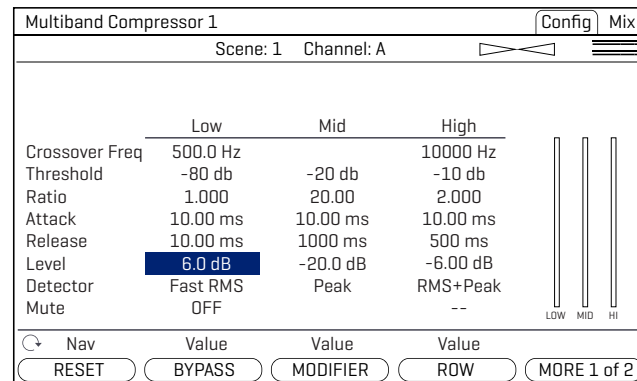 Multiband Compressor 1 Config Mix
Scene: 1 Channel: A
Low Mid High
Crossover Freq 500.0 Hz 10000 Hz
Threshold -80 db -20 db -10 db
Ratio 1.000 20.00 2.000
Attack 10.00 ms 10.00 ms 10.00 ms
Release 10.00 ms 1000 ms 500 ms
Level 6.0 dB -20.0 dB -6.00 dB
Detector Fast RMS Peak RMS+Peak
Mute OFF --
LOW MID HI
Nav Value Value Value
RESET BYPASS MODIFIER ROW MORE 1 of 2